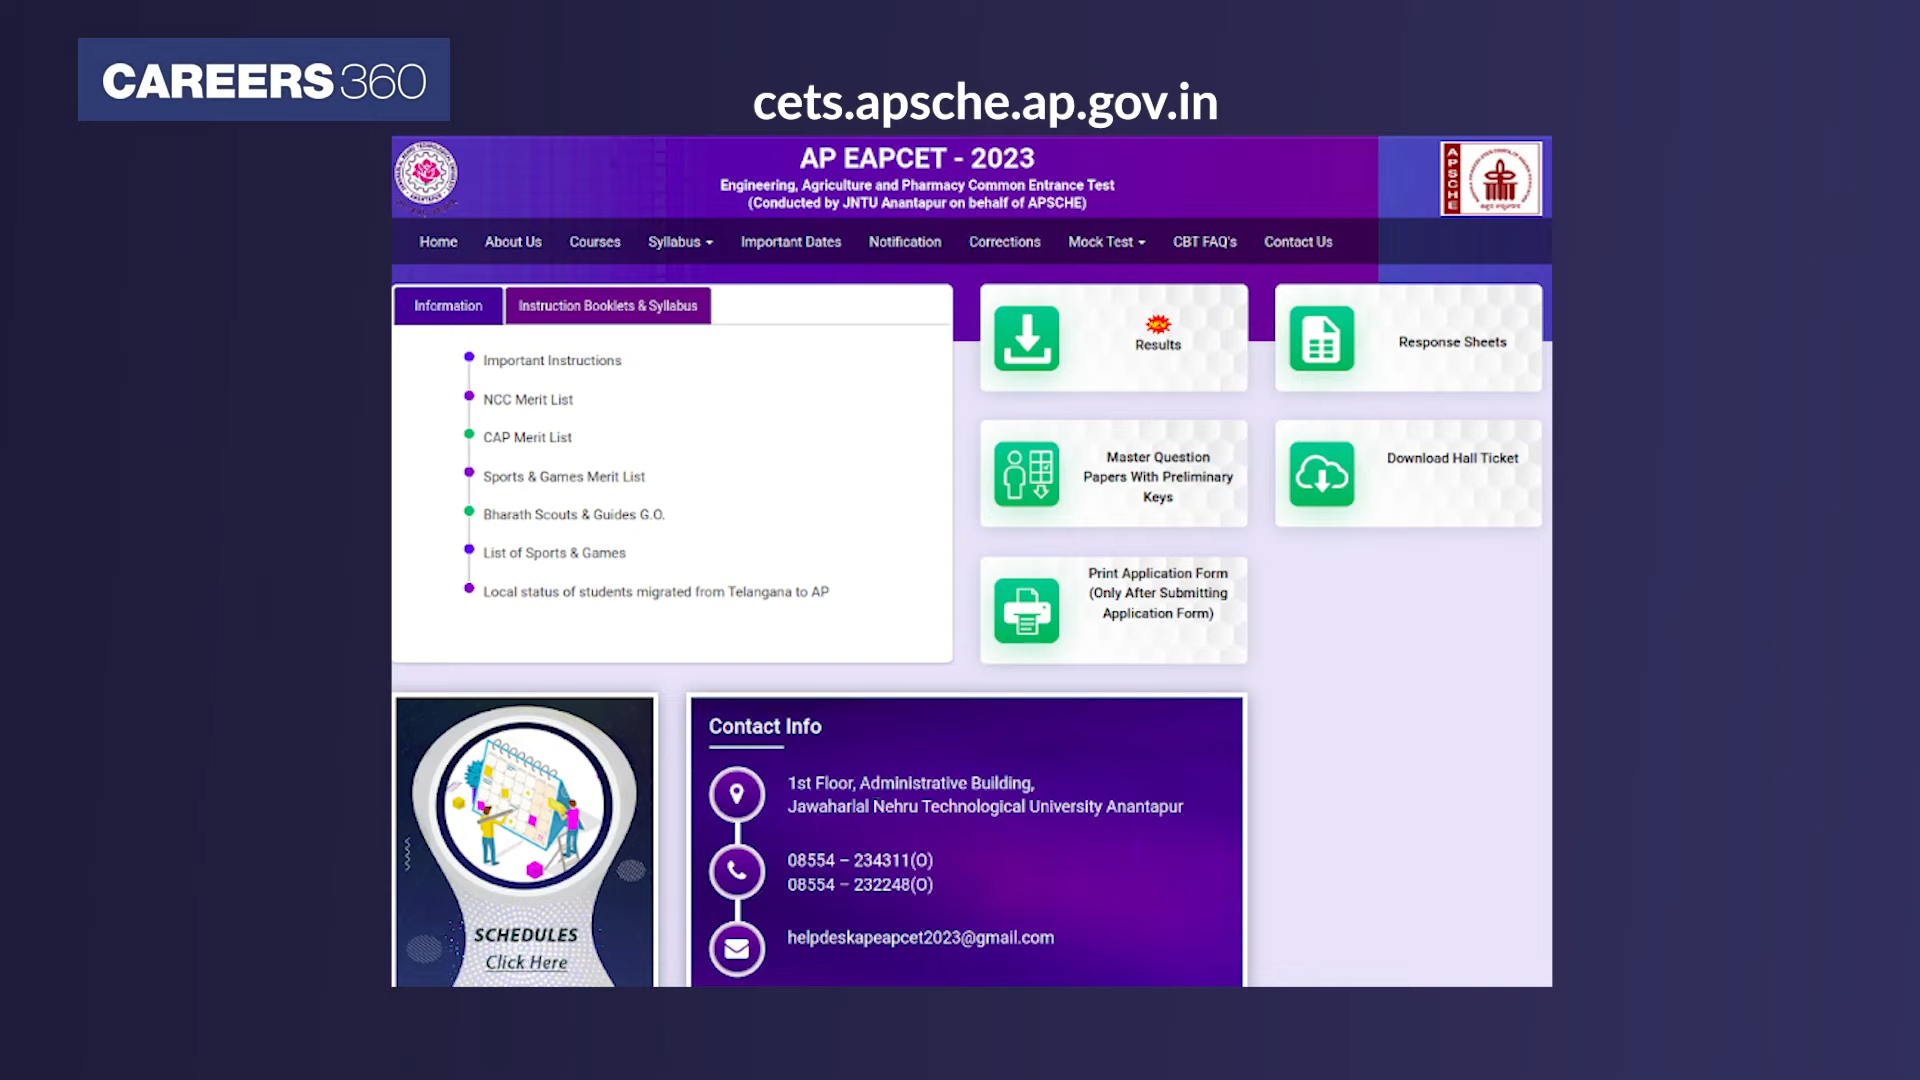 CAREERS360
cets.apsche.ap.gov.in
AP EAPCET - 2023
Engineering, Agriculture and Pharmacy Common Entrance Test
(Conducted by JNTU Anantapur on behalf of APSCHE)
APSCHE
Home About Us Courses Syllabus Important Dates Notification Corrections Mock Test CBT FAQ's Contact Us
Information Instruction Booklets & Syllabus
Important Instructions
NCC Merit List
CAP Merit List
Sports & Games Merit List
Bharath Scouts & Guides G.O.
List of Sports & Games
Local status of students migrated from Telangana to AP
NEW
Results
Response Sheets
Master Question
Papers With Preliminary
Keys
Download Hall Ticket
Print Application Form
(Only After Submitting
Application Form)
SCHEDULES
Click Here
Contact Info
1st Floor, Administrative Building,
Jawaharlal Nehru Technological University Anantapur
08554 – 234311(O)
08554 – 232248(O)
helpdeskapeapcet2023@gmail.com